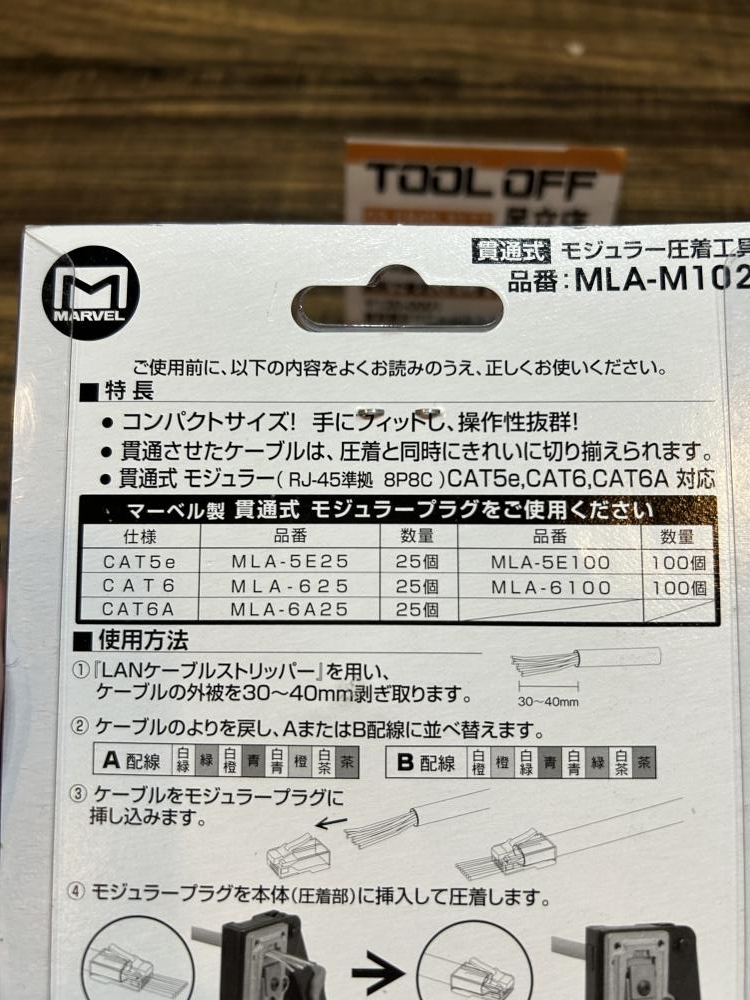 TOOL OFF
足立店
M
MARVEL
貫通式 モジュラー圧着工具
品番:MLA-M102
ご使用前に、以下の内容をよくお読みのうえ、正しくお使いください。
■特長
●コンパクトサイズ! 手にフィットし、操作性抜群!
●貫通させたケーブルは、圧着と同時にきれいに切り揃えられます。
●貫通式 モジュラー(RJ-45準拠 8P8C)CAT5e,CAT6,CAT6A 対応
マーベル製 貫通式 モジュラープラグをご使用ください
仕様 品番 数量 品番 数量
CAT5e MLA-5E25 25個 MLA-5E100 100個
CAT6 MLA-625 25個 MLA-6100 100個
CAT6A MLA-6A25 25個
■使用方法
①『LANケーブルストリッパー』を用い、
ケーブルの外被を30〜40mm剥ぎ取ります。
30〜40mm
②ケーブルのよりを戻し、AまたはB配線に並べ替えます。
A配線 白緑 緑 白橙 青 白青 橙 白茶 茶 B配線 白橙 橙 白緑 青 白青 緑 白茶 茶
③ケーブルをモジュラープラグに
挿し込みます。
④モジュラープラグを本体(圧着部)に挿入して圧着します。